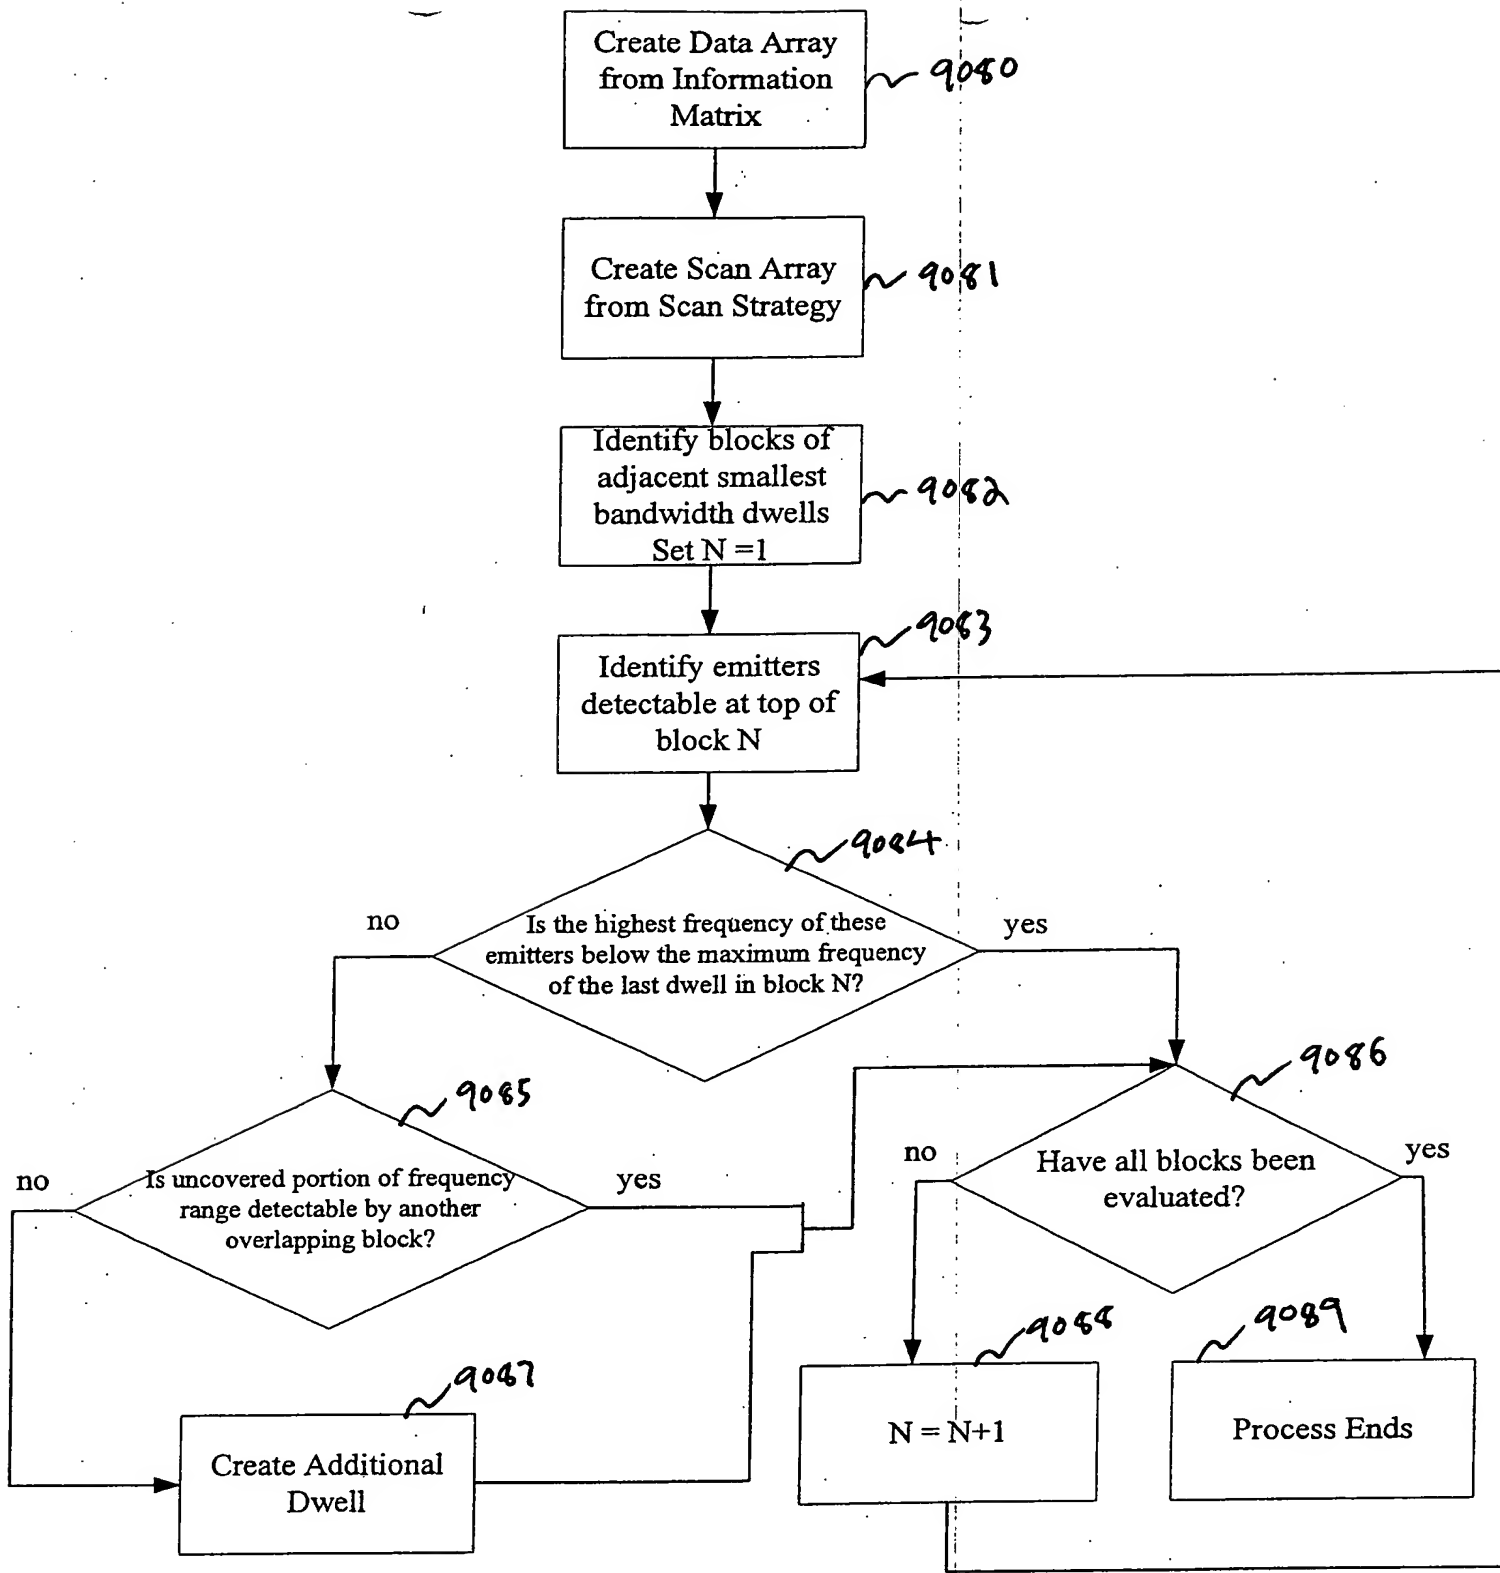 Create Data Array
from Information
Matrix
9080
Create Scan Array
from Scan Strategy
9081
Identify blocks of
adjacent smallest
bandwidth dwells
Set N =1
9082
9083
Identify emitters
detectable at top of
block N
9084
no
Is the highest frequency of these
emitters below the maximum frequency
of the last dwell in block N?
yes
9085
9086
no
Is uncovered portion of frequency
range detectable by another
overlapping block?
yes
no
Have all blocks been
evaluated?
yes
9087
Create Additional
Dwell
9088
N = N+1
9089
Process Ends